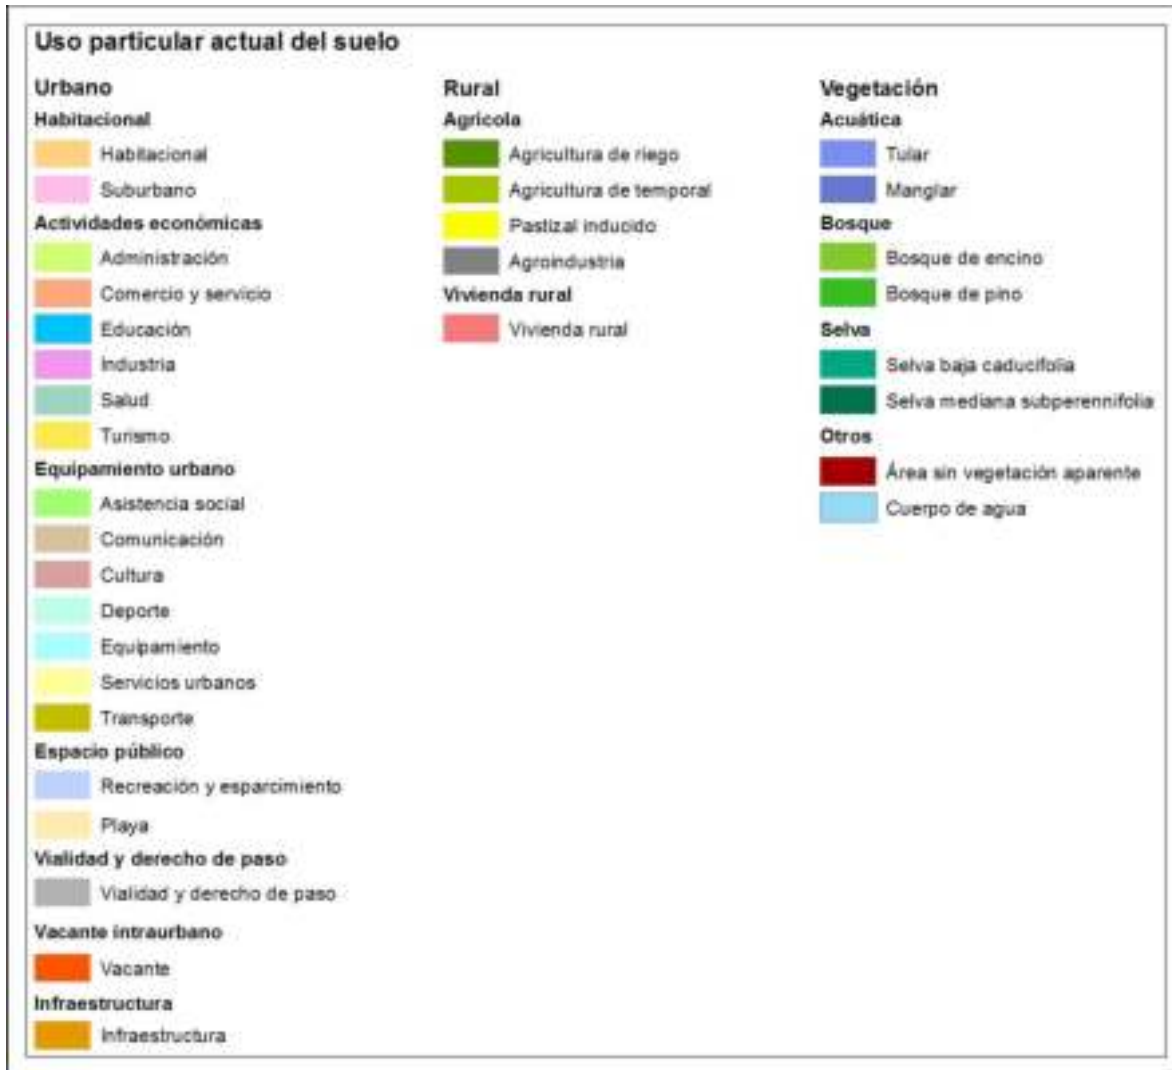 Uso particular actual del suelo
Urbano
Habitacional
Habitacional
Suburbano
Actividades económicas
Administración
Comercio y servicio
Educación
Industria
Salud
Turismo
Equipamiento urbano
Asistencia social
Comunicación
Cultura
Deporte
Equipamiento
Servicios urbanos
Transporte
Espacio público
Recreación y esparcimiento
Playa
Vialidad y derecho de paso
Vialidad y derecho de paso
Vacante intraurbano
Vacante
Infraestructura
Infraestructura
Rural
Agrícola
Agricultura de riego
Agricultura de temporal
Pastizal inducido
Agroindustria
Vivienda rural
Vivienda rural
Vegetación
Acuática
Tular
Manglar
Bosque
Bosque de encino
Bosque de pino
Selva
Selva baja caducifolia
Selva mediana subperennifolia
Otros
Área sin vegetación aparente
Cuerpo de agua